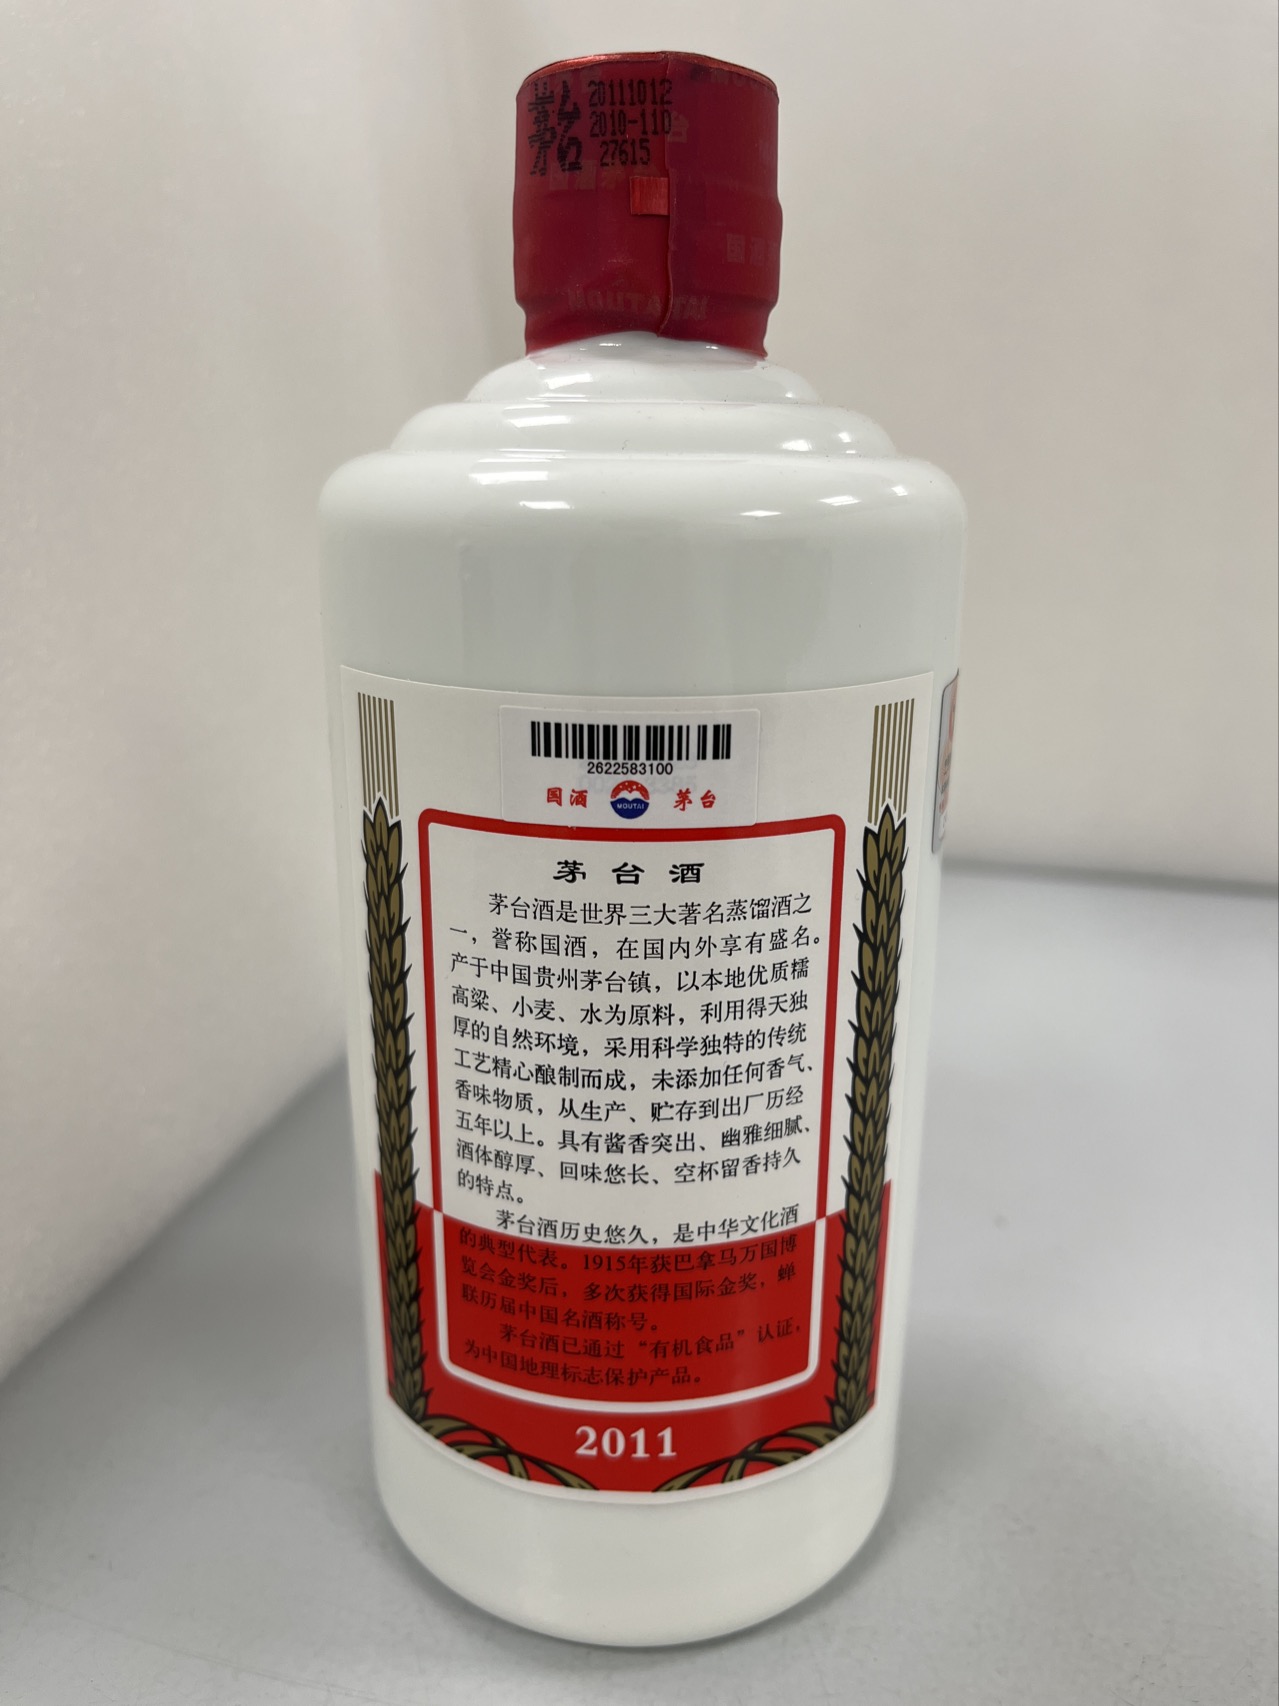 茅台
20111012
2010-110
27615
2622583100
国酒
MOUTAI
茅台
茅台酒
茅台酒是世界三大著名蒸馏酒之
一，誉称国酒，在国内外享有盛名。
产于中国贵州茅台镇，以本地优质糯
高梁、小麦、水为原料，利用得天独
厚的自然环境，采用科学独特的传统
工艺精心酿制而成，未添加任何香气、
香味物质，从生产、贮存到出厂历经
五年以上。具有酱香突出、幽雅细腻、
酒体醇厚、回味悠长、空杯留香持久
的特点。
茅台酒历史悠久，是中华文化酒
的典型代表。1915年获巴拿马万国博
览会金奖后，多次获得国际金奖，蝉
联历届中国名酒称号。
茅台酒已通过“有机食品”认证，
为中国地理标志保护产品。
2011